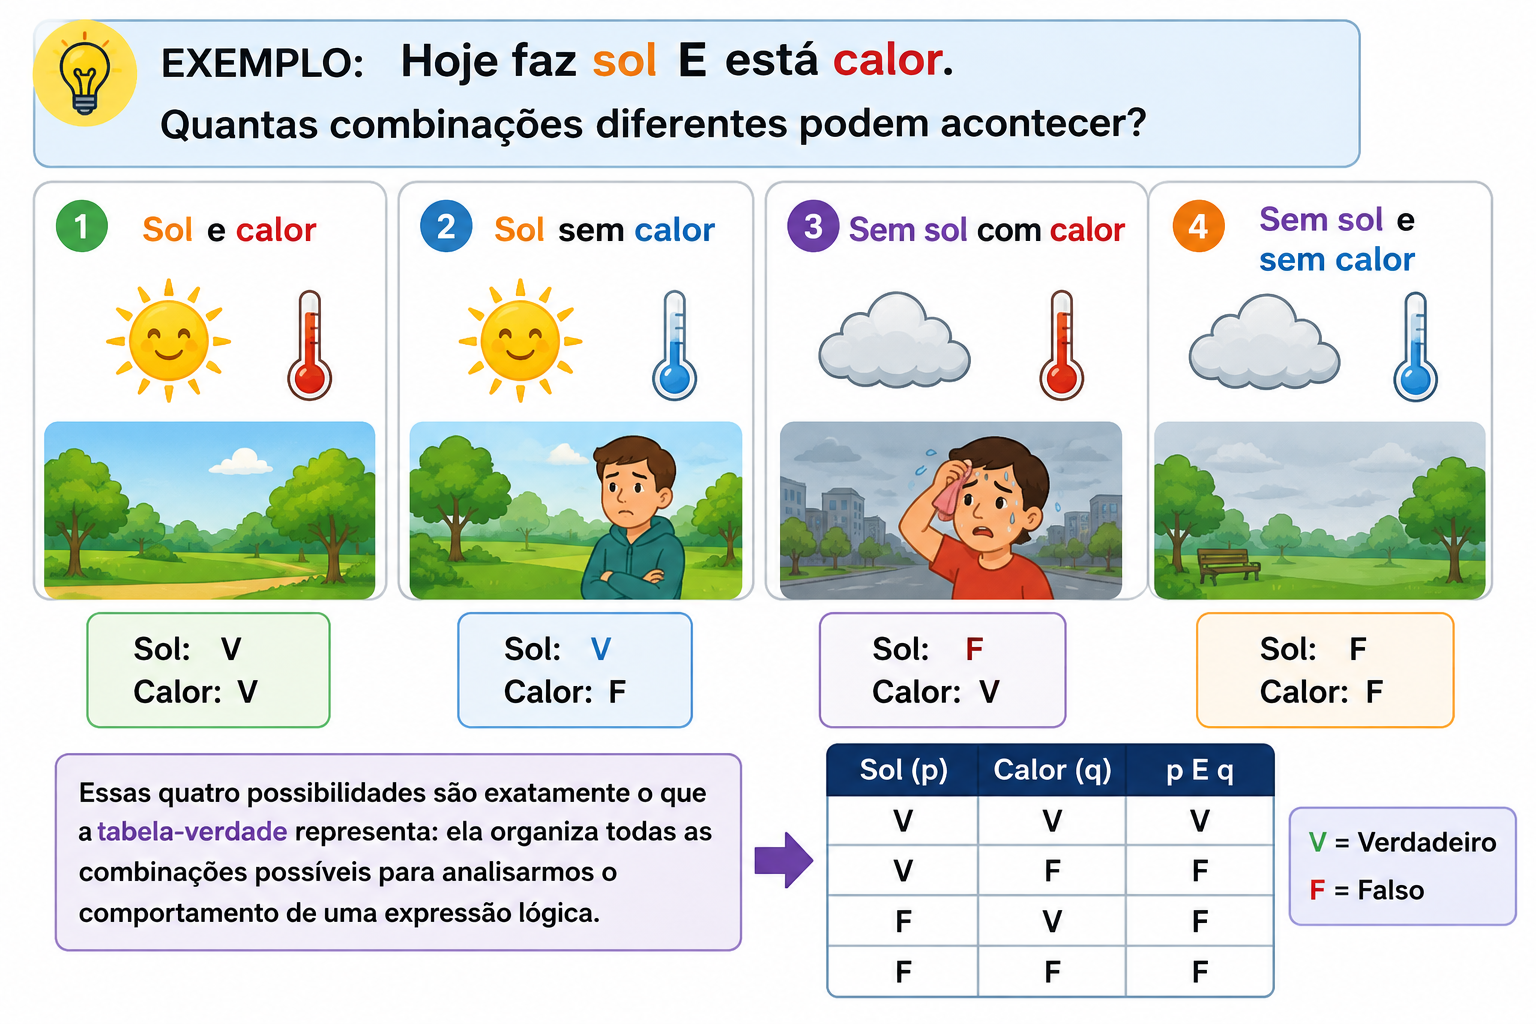 EXEMPLO: Hoje faz sol E está calor.
Quantas combinações diferentes podem acontecer?
1 Sol e calor
2 Sol sem calor
3 Sem sol com calor
4 Sem sol e
sem calor
Sol: V
Calor: V
Sol: V
Calor: F
Sol: F
Calor: V
Sol: F
Calor: F
Essas quatro possibilidades são exatamente o que
a tabela-verdade representa: ela organiza todas as
combinações possíveis para analisarmos o
comportamento de uma expressão lógica.
Sol (p) Calor (q) p E q
V V V
V F F
F V F
F F F
V = Verdadeiro
F = Falso